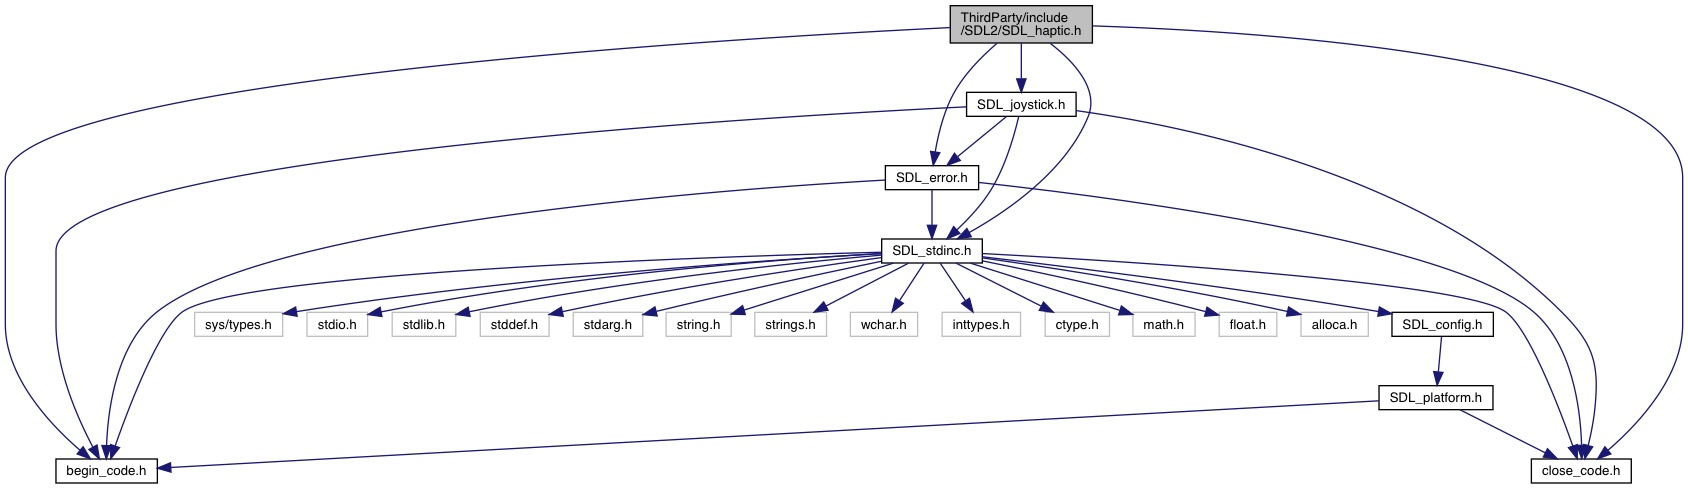 ThirdParty/include
/SDL2/SDL_haptic.h
SDL_joystick.h
SDL_error.h
SDL_stdinc.h
sys/types.h
stdio.h
stdlib.h
stddef.h
stdarg.h
string.h
strings.h
wchar.h
inttypes.h
ctype.h
math.h
float.h
alloca.h
SDL_config.h
SDL_platform.h
begin_code.h
close_code.h